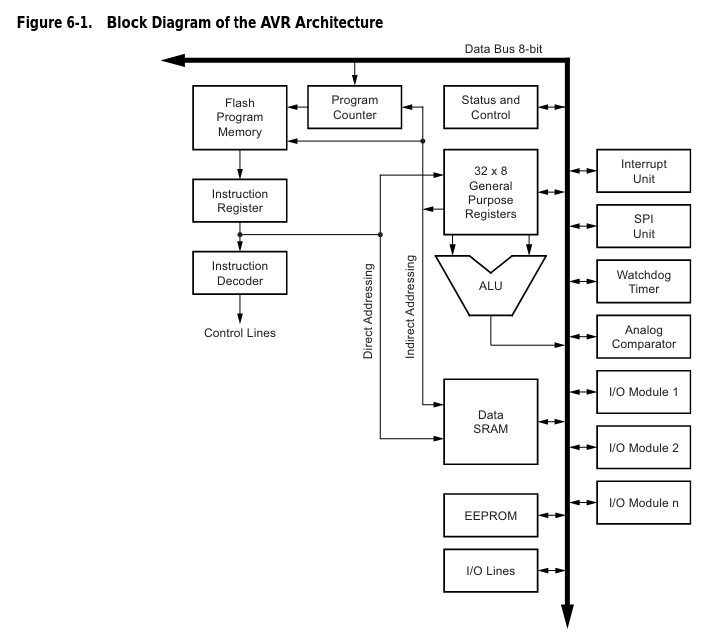 Figure 6-1. Block Diagram of the AVR Architecture
Data Bus 8-bit
Flash
Program
Memory
Program
Counter
Status and
Control
Instruction
Register
32 x 8
General
Purpose
Registers
Interrupt
Unit
SPI
Unit
Instruction
Decoder
Control Lines
Direct Addressing
Indirect Addressing
ALU
Watchdog
Timer
Analog
Comparator
Data
SRAM
I/O Module 1
I/O Module 2
I/O Module n
EEPROM
I/O Lines